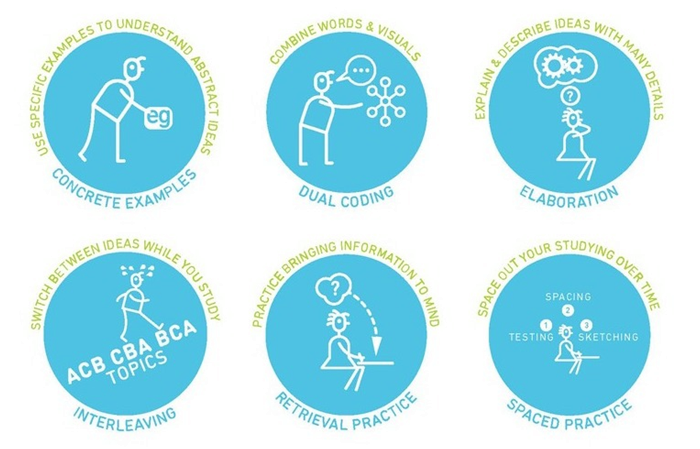 USE SPECIFIC EXAMPLES TO UNDERSTAND ABSTRACT IDEAS
eg
CONCRETE EXAMPLES
COMBINE WORDS & VISUALS
DUAL CODING
EXPLAIN & DESCRIBE IDEAS WITH MANY DETAILS
?
ELABORATION
SWITCH BETWEEN IDEAS WHILE YOU STUDY
ACB CBA BCA
TOPICS
INTERLEAVING
PRACTICE BRINGING INFORMATION TO MIND
?
RETRIEVAL PRACTICE
SPACE OUT YOUR STUDYING OVER TIME
SPACING
2
1 3
TESTING SKETCHING
SPACED PRACTICE